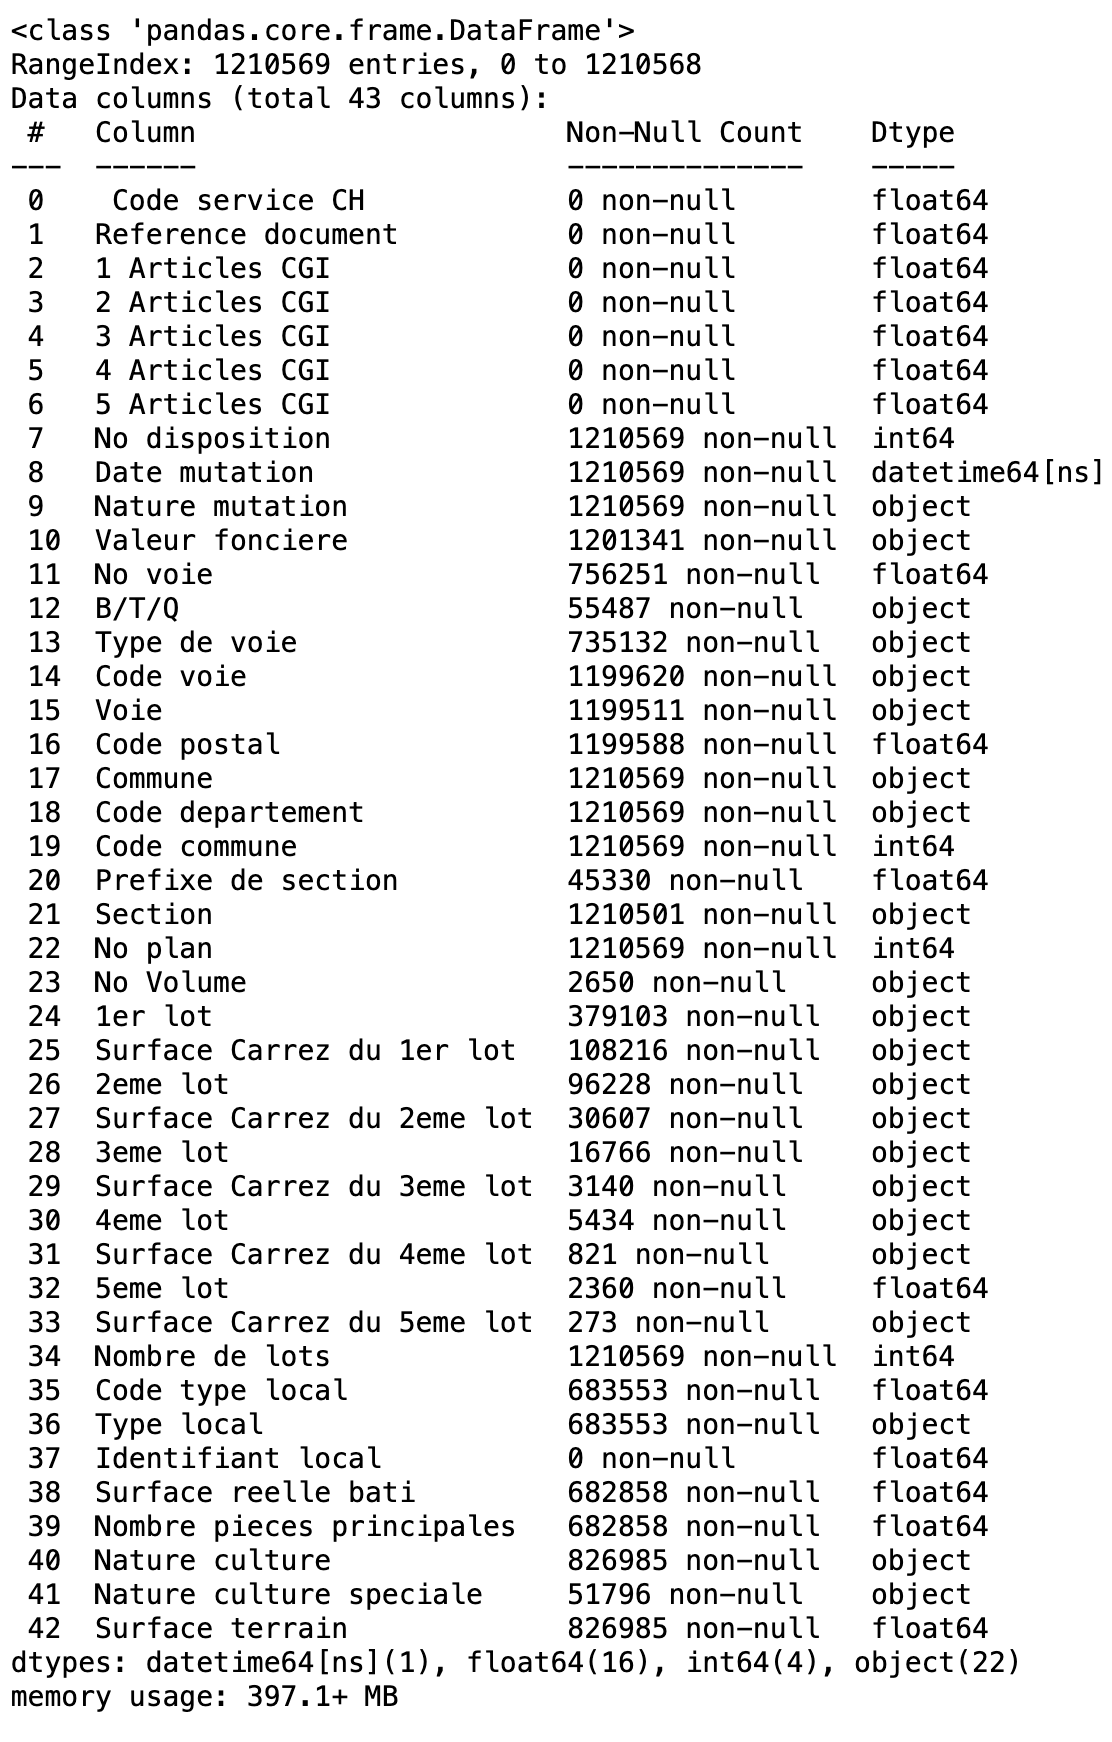 <class 'pandas.core.frame.DataFrame'>
RangeIndex: 1210569 entries, 0 to 1210568
Data columns (total 43 columns):
 #   Column                      Non-Null Count    Dtype
---  ------                      --------------    -----
 0    Code service CH            0 non-null        float64
 1   Reference document          0 non-null        float64
 2   1 Articles CGI              0 non-null        float64
 3   2 Articles CGI              0 non-null        float64
 4   3 Articles CGI              0 non-null        float64
 5   4 Articles CGI              0 non-null        float64
 6   5 Articles CGI              0 non-null        float64
 7   No disposition              1210569 non-null  int64
 8   Date mutation               1210569 non-null  datetime64[ns]
 9   Nature mutation             1210569 non-null  object
 10  Valeur fonciere             1201341 non-null  object
 11  No voie                     756251 non-null   float64
 12  B/T/Q                       55487 non-null    object
 13  Type de voie                735132 non-null   object
 14  Code voie                   1199620 non-null  object
 15  Voie                        1199511 non-null  object
 16  Code postal                 1199588 non-null  float64
 17  Commune                     1210569 non-null  object
 18  Code departement            1210569 non-null  object
 19  Code commune                1210569 non-null  int64
 20  Prefixe de section          45330 non-null    float64
 21  Section                     1210501 non-null  object
 22  No plan                     1210569 non-null  int64
 23  No Volume                   2650 non-null     object
 24  1er lot                     379103 non-null   object
 25  Surface Carrez du 1er lot   108216 non-null   object
 26  2eme lot                    96228 non-null    object
 27  Surface Carrez du 2eme lot  30607 non-null    object
 28  3eme lot                    16766 non-null    object
 29  Surface Carrez du 3eme lot  3140 non-null     object
 30  4eme lot                    5434 non-null     object
 31  Surface Carrez du 4eme lot  821 non-null      object
 32  5eme lot                    2360 non-null     float64
 33  Surface Carrez du 5eme lot  273 non-null      object
 34  Nombre de lots              1210569 non-null  int64
 35  Code type local             683553 non-null   float64
 36  Type local                  683553 non-null   object
 37  Identifiant local           0 non-null        float64
 38  Surface reelle bati         682858 non-null   float64
 39  Nombre pieces principales   682858 non-null   float64
 40  Nature culture              826985 non-null   object
 41  Nature culture speciale     51796 non-null    object
 42  Surface terrain             826985 non-null   float64
dtypes: datetime64[ns](1), float64(16), int64(4), object(22)
memory usage: 397.1+ MB